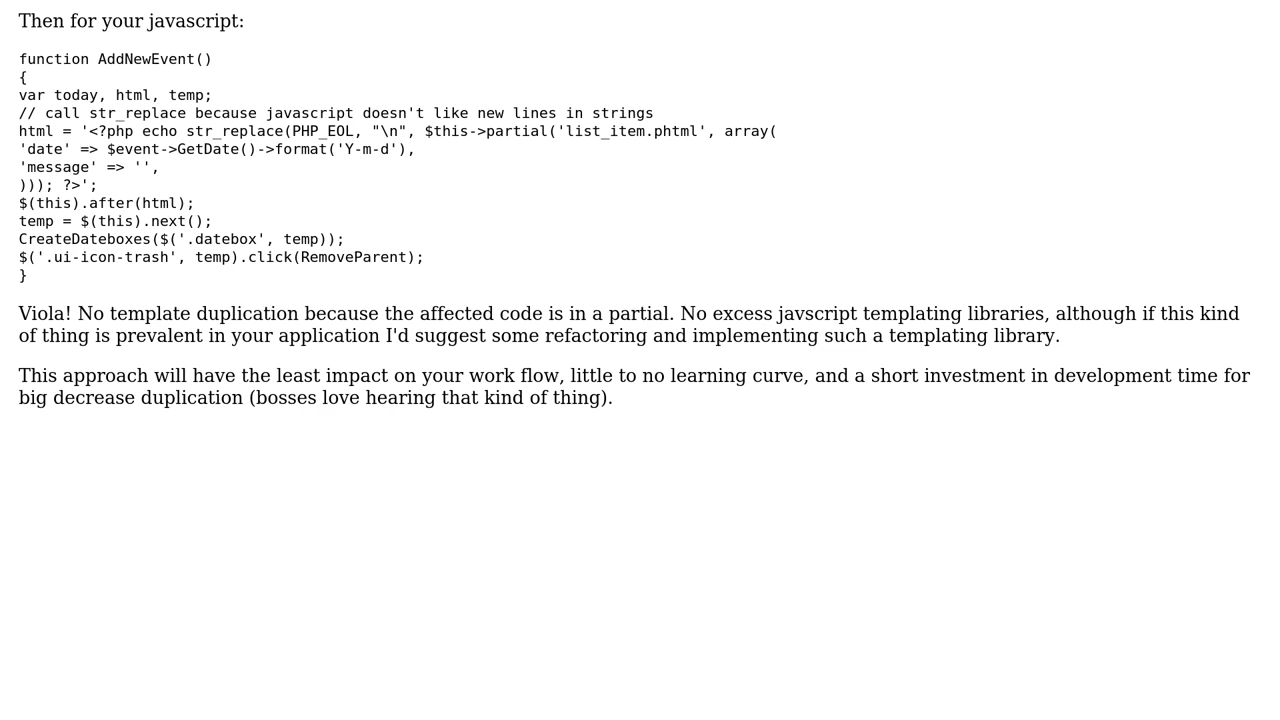 Then for your javascript:
function AddNewEvent()
{
var today, html, temp;
// call str_replace because javascript doesn't like new lines in strings
html = '<?php echo str_replace(PHP_EOL, "\n", $this->partial('list_item.phtml', array(
'date' => $event->GetDate()->format('Y-m-d'),
'message' => '',
))); ?>';
$(this).after(html);
temp = $(this).next();
CreateDateboxes($('.datebox', temp));
$('.ui-icon-trash', temp).click(RemoveParent);
}
Viola! No template duplication because the affected code is in a partial. No excess javscript templating libraries, although if this kind
of thing is prevalent in your application I'd suggest some refactoring and implementing such a templating library.
This approach will have the least impact on your work flow, little to no learning curve, and a short investment in development time for
big decrease duplication (bosses love hearing that kind of thing).